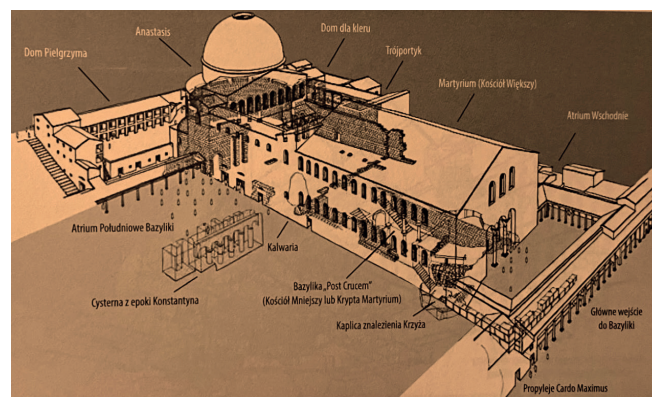 Anastasis
Dom dla kleru
Dom Pielgrzyma
Trójportyk
Martyrium (Kościół Większy)
Atrium Wschodnie
Atrium Południowe Bazyliki
Kalwaria
Cysterna z epoki Konstantyna
Bazylika „Post Crucem”
(Kościół Mniejszy lub Krypta Martyrium)
Kaplica znalezienia Krzyża
Główne wejście
do Bazyliki
Propyleje Cardo Maximus